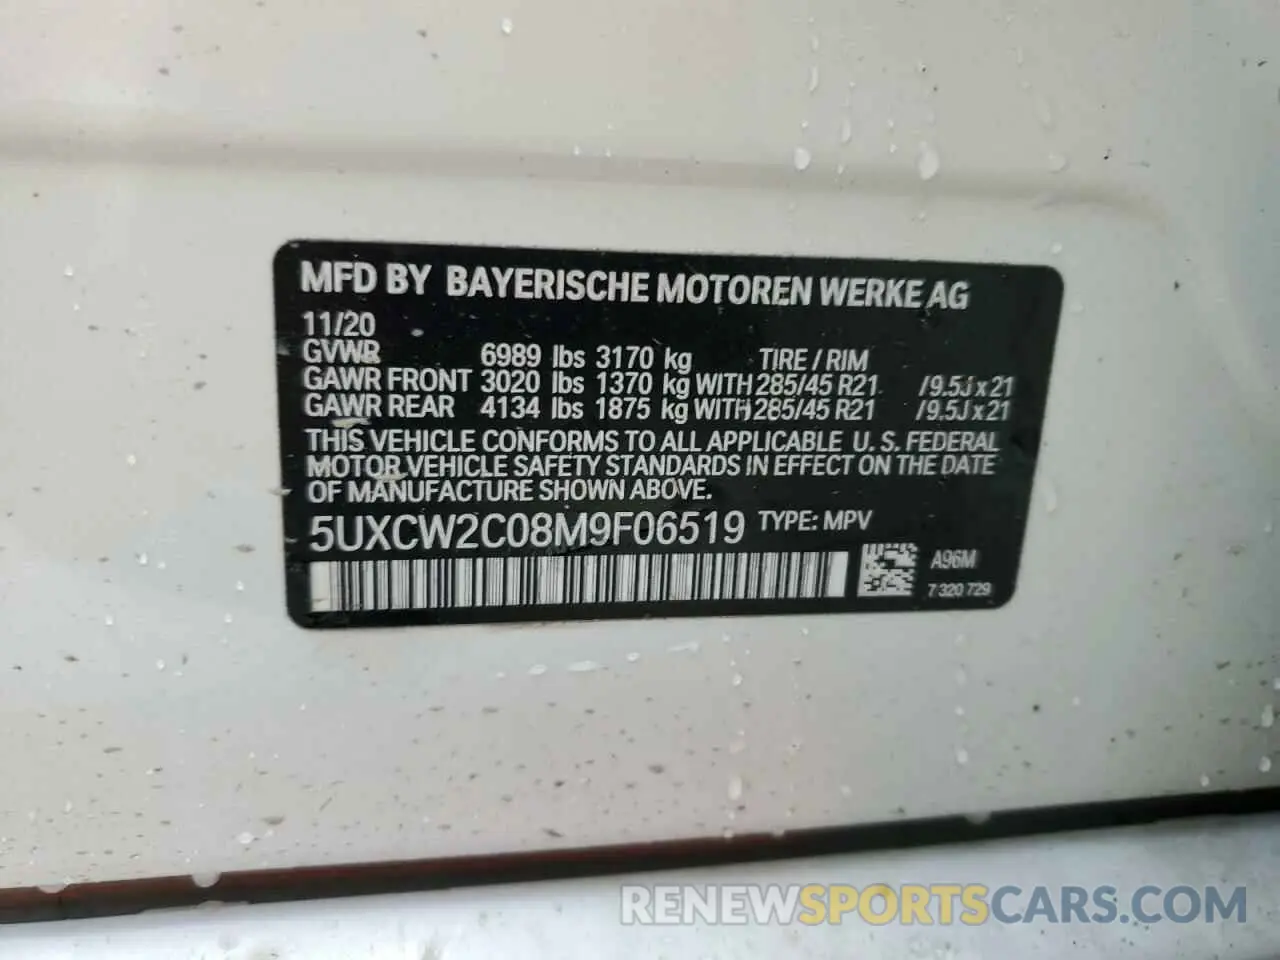 MFD BY BAYERISCHE MOTOREN WERKE AG
11/20
GVWR 6989 lbs 3170 kg TIRE / RIM
GAWR FRONT 3020 lbs 1370 kg WITH 285/45 R21 /9.5J x 21
GAWR REAR 4134 lbs 1875 kg WITH 285/45 R21 /9.5J x 21
THIS VEHICLE CONFORMS TO ALL APPLICABLE U. S. FEDERAL
MOTOR VEHICLE SAFETY STANDARDS IN EFFECT ON THE DATE
OF MANUFACTURE SHOWN ABOVE.
5UXCW2C08M9F06519 TYPE: MPV
A96M
7 320 729
RENEWSPORTSCARS.COM